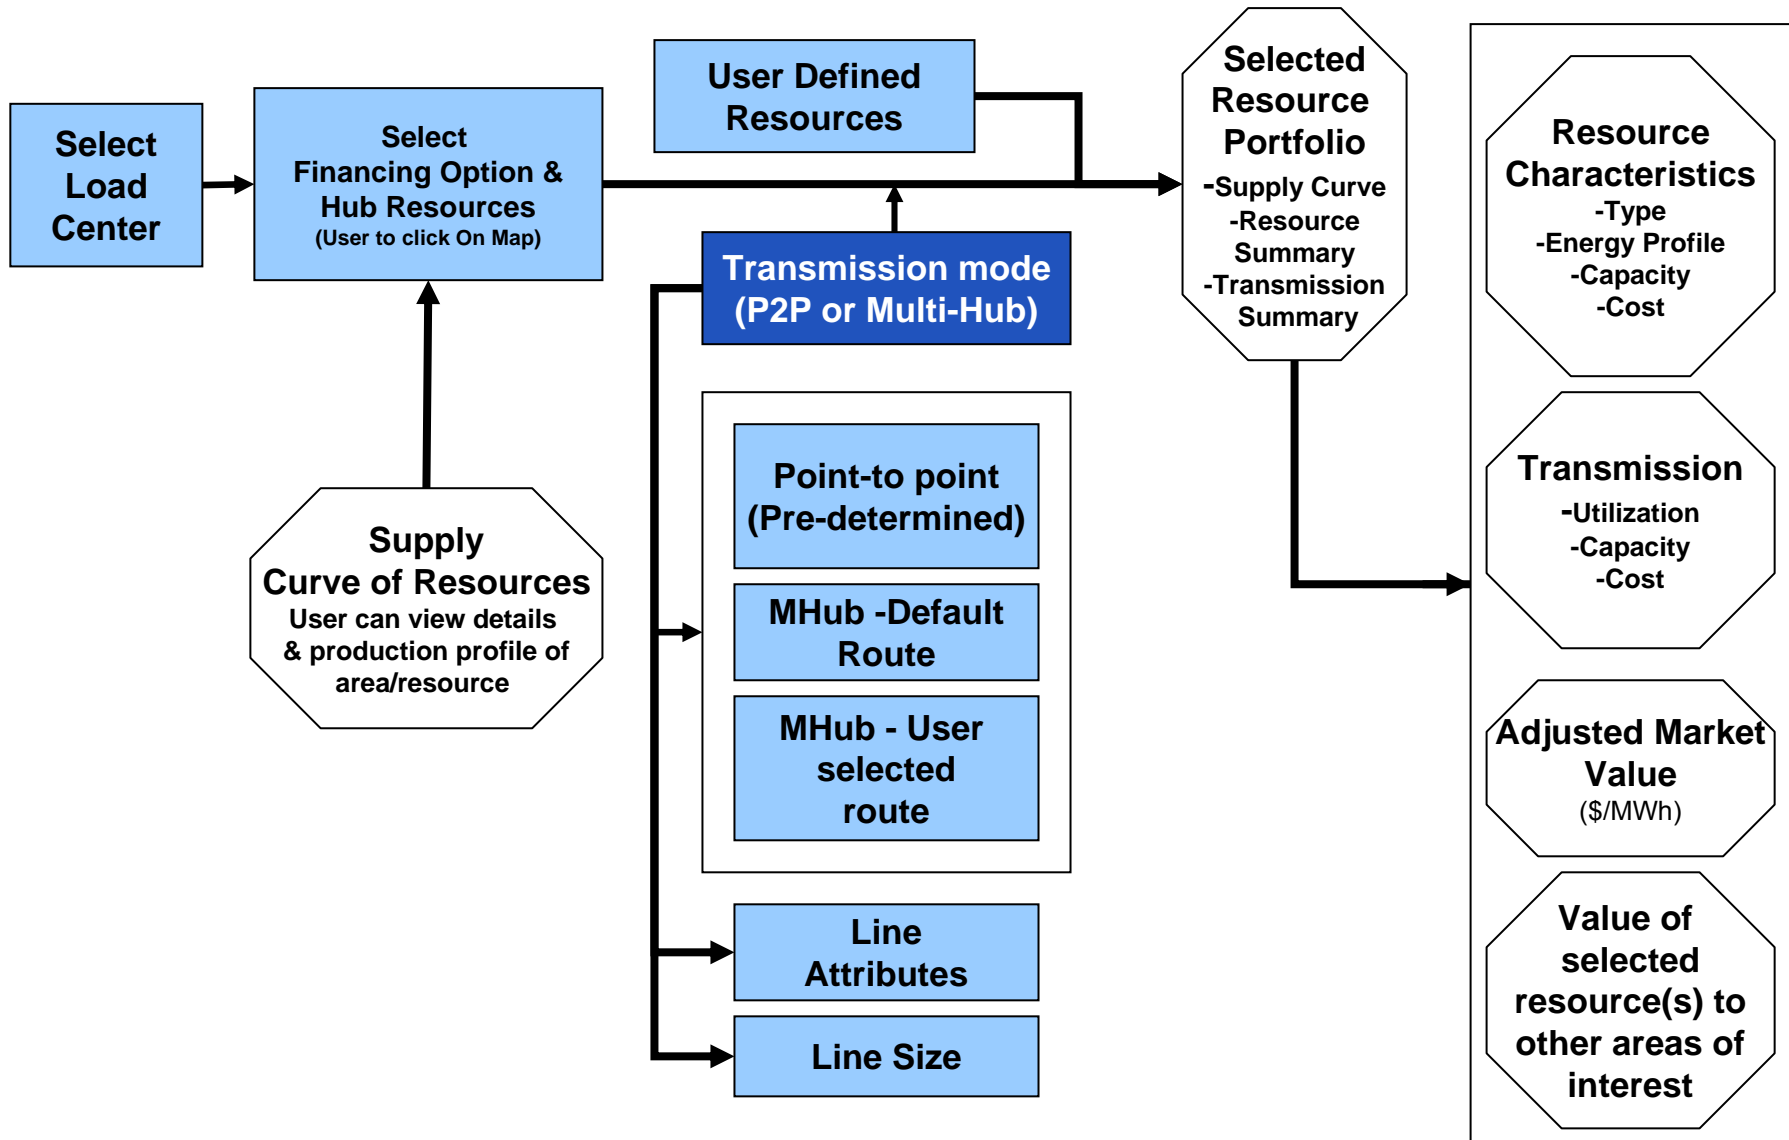 Select
Load
Center
Select
Financing Option &
Hub Resources
(User to click On Map)
User Defined
Resources
Transmission mode
(P2P or Multi-Hub)
Supply
Curve of Resources
User can view details
& production profile of
area/resource
Point-to point
(Pre-determined)
MHub -Default
Route
MHub - User
selected
route
Line
Attributes
Line Size
Selected
Resource
Portfolio
-Supply Curve
-Resource
Summary
-Transmission
Summary
Resource
Characteristics
-Type
-Energy Profile
-Capacity
-Cost
Transmission
-Utilization
-Capacity
-Cost
Adjusted Market
Value
($/MWh)
Value of
selected
resource(s) to
other areas of
interest